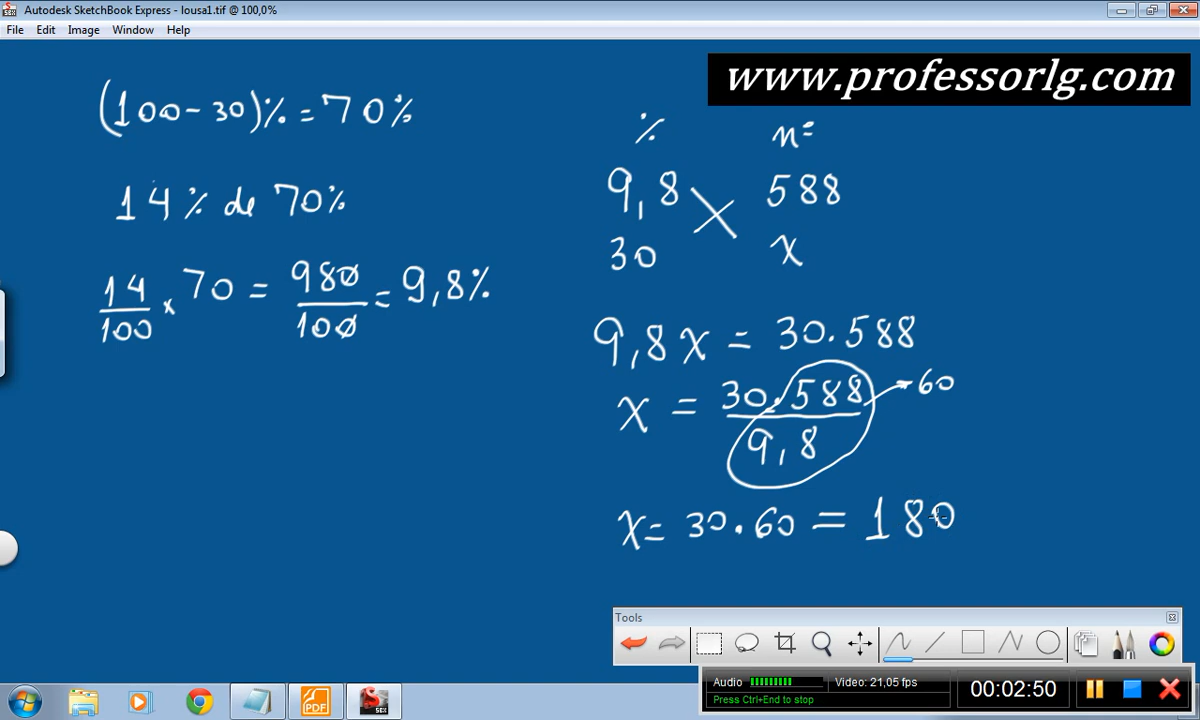 Autodesk SketchBook Express - lousa1.tif @ 100,0%
File Edit Image Window Help
www.professorlg.com
(100-30)% = 70%
14% de 70%
14/100 x 70 = 980/100 = 9,8%
% nº
9,8 588
30 x
9,8x = 30.588
x = 30.588/9,8 60
x = 30.60 = 180
Tools
Audio Video: 21,05 fps
Press Ctrl+End to stop
00:02:50
PDF
SEX